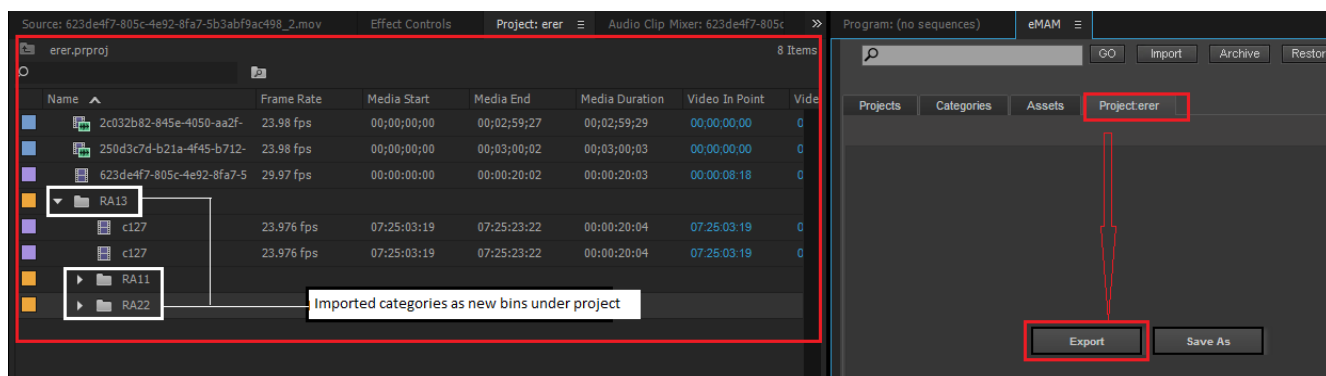 Source: 623de4f7-805c-4e92-8fa7-5b3abf9ac498_2.mov Effect Controls Project: erer Audio Clip Mixer: 623de4f7-805c
erer.prproj 8 Items
Name Frame Rate Media Start Media End Media Duration Video In Point Vide
2c032b82-845e-4050-aa2f- 23.98 fps 00;00;00;00 00;02;59;27 00;02;59;29 00;00;00;00 0
250d3c7d-b21a-4f45-b712- 23.98 fps 00;00;00;00 00;03;00;02 00;03;00;03 00;00;00;00 0
623de4f7-805c-4e92-8fa7-5 29.97 fps 00:00:00:00 00:00:20:02 00:00:20:03 00:00:08:18 0
RA13
c127 23.976 fps 07:25:03:19 07:25:23:22 00:00:20:04 07:25:03:19 0
c127 23.976 fps 07:25:03:19 07:25:23:22 00:00:20:04 07:25:03:19 0
RA11
RA22
Imported categories as new bins under project
Program: (no sequences) eMAM
GO Import Archive Restor
Projects Categories Assets Project:erer
Export Save As